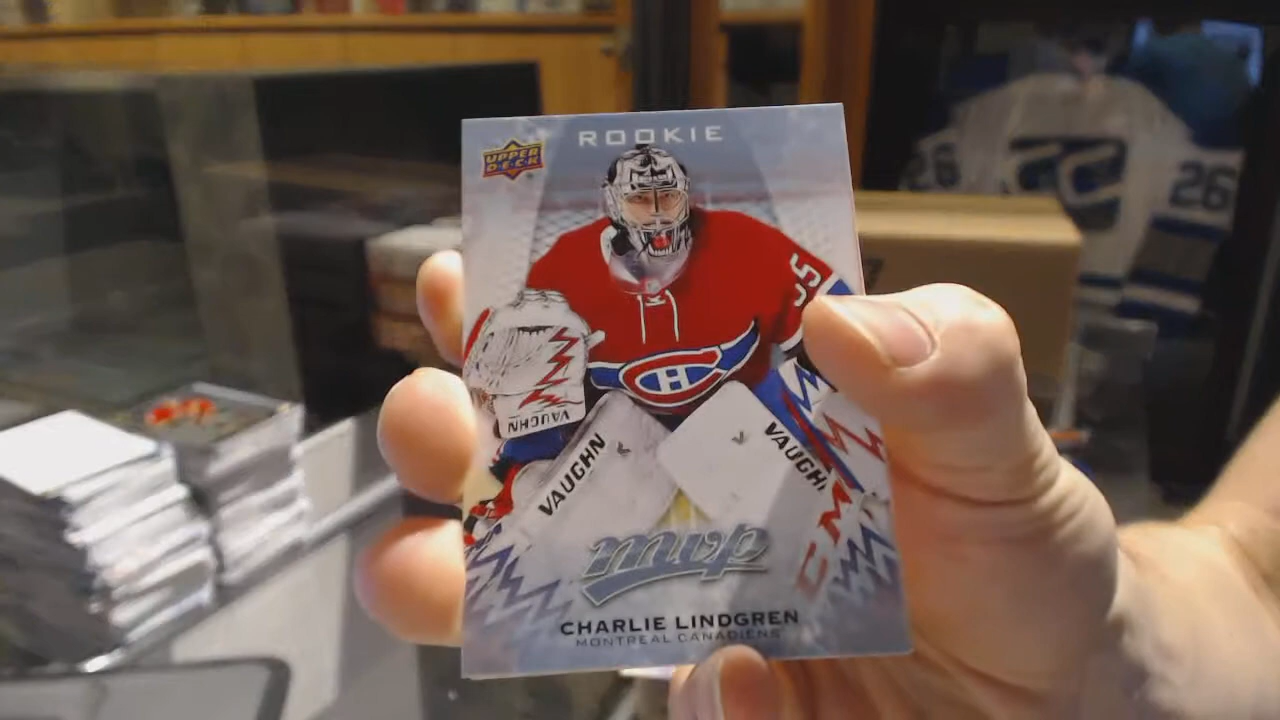 ROOKIE
UPPER
DECK
26
26
35
VAUGHN
VAUGHN
VAUGHN
mvp
CHARLIE LINDGREN
MONTREAL CANADIENS